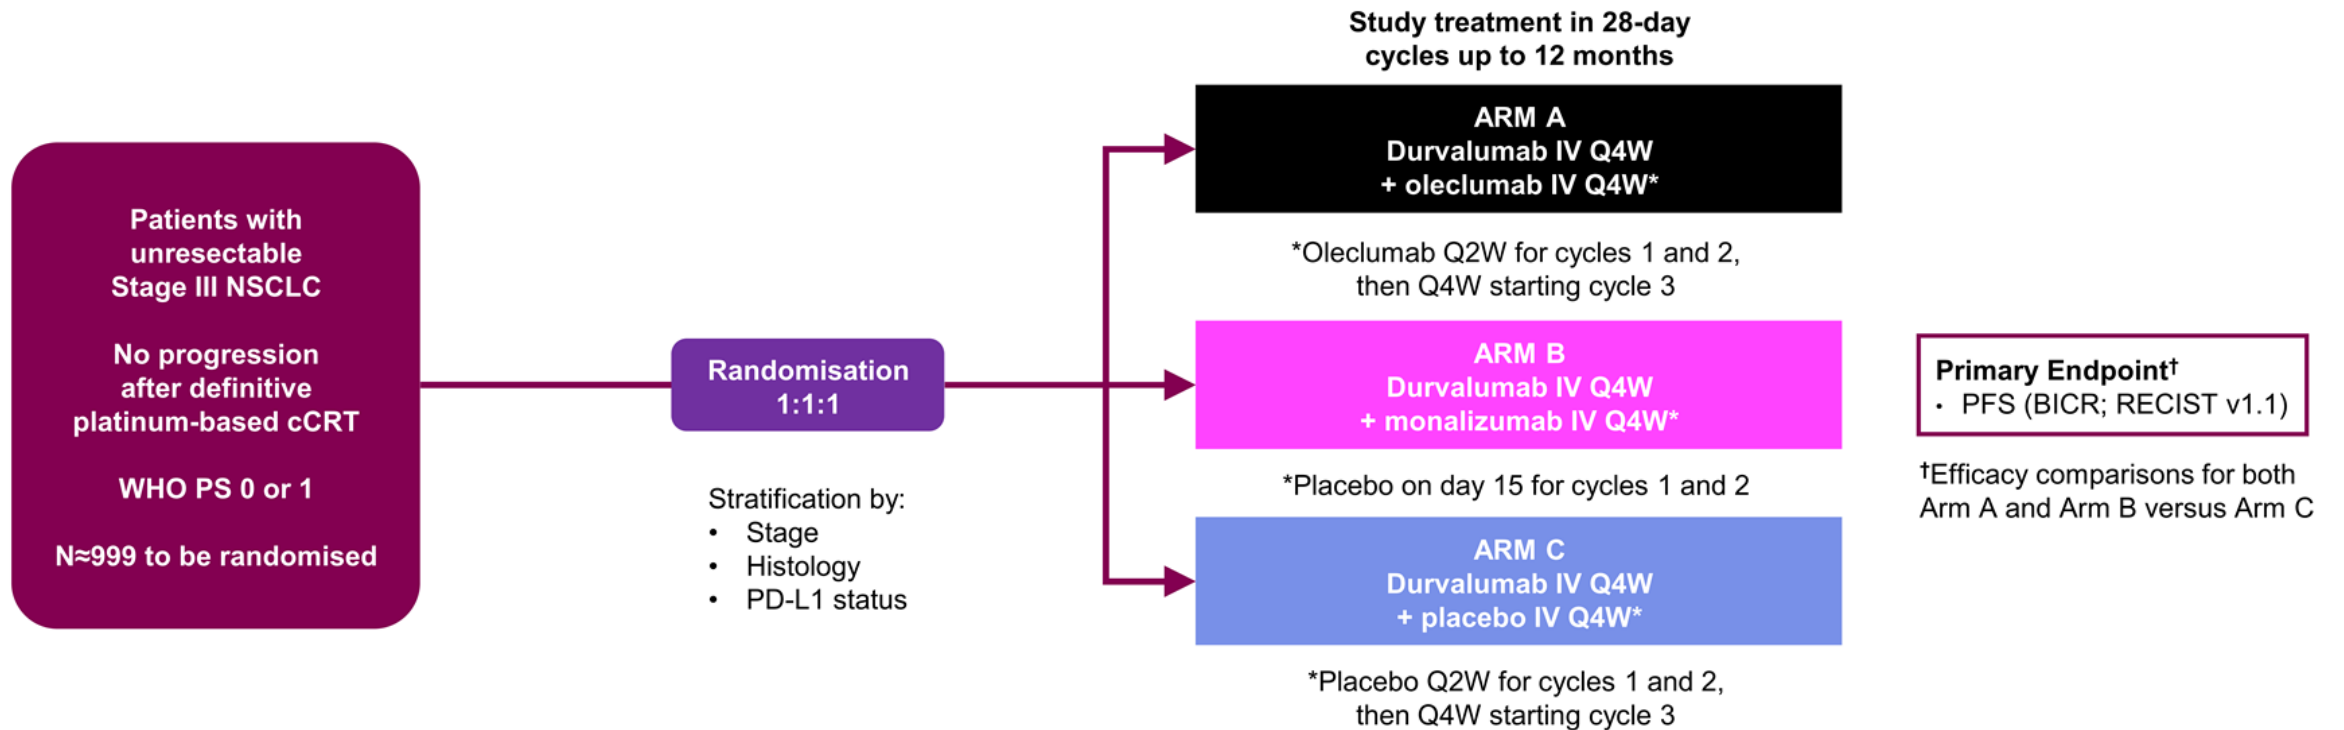 Study treatment in 28-day
cycles up to 12 months
Patients with
unresectable
Stage III NSCLC
No progression
after definitive
platinum-based cCRT
WHO PS 0 or 1
N≈999 to be randomised
Randomisation
1:1:1
Stratification by:
• Stage
• Histology
• PD-L1 status
ARM A
Durvalumab IV Q4W
+ oleclumab IV Q4W*
*Oleclumab Q2W for cycles 1 and 2,
then Q4W starting cycle 3
ARM B
Durvalumab IV Q4W
+ monalizumab IV Q4W*
*Placebo on day 15 for cycles 1 and 2
ARM C
Durvalumab IV Q4W
+ placebo IV Q4W*
*Placebo Q2W for cycles 1 and 2,
then Q4W starting cycle 3
Primary Endpoint†
• PFS (BICR; RECIST v1.1)
†Efficacy comparisons for both
Arm A and Arm B versus Arm C